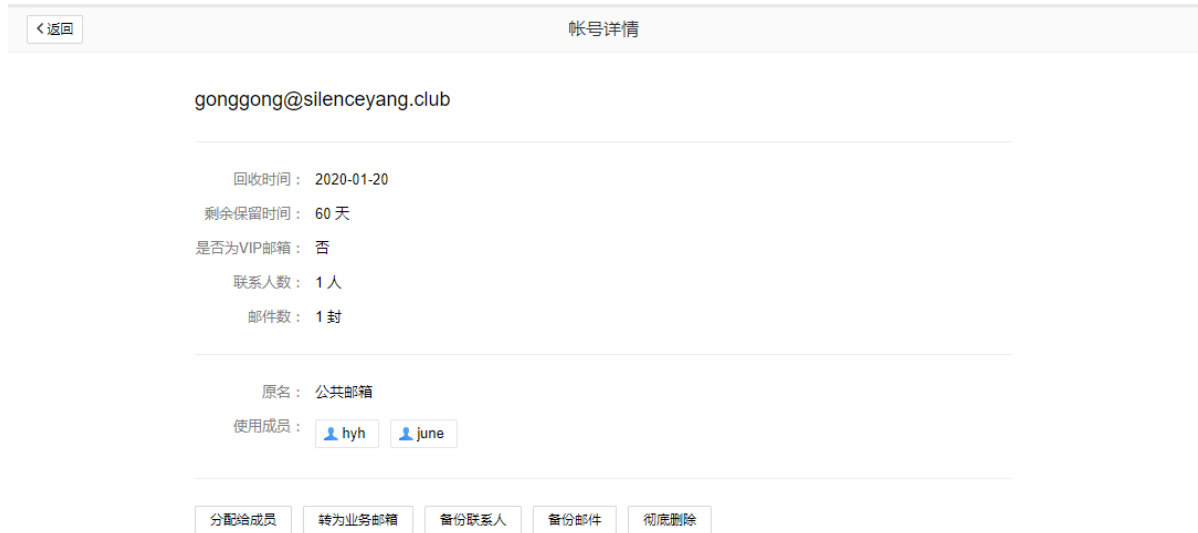 返回 帐号详情
gonggong@silenceyang.club
回收时间： 2020-01-20
剩余保留时间： 60 天
是否为VIP邮箱： 否
联系人数： 1 人
邮件数： 1 封
原名： 公共邮箱
使用成员： hyh june
分配给成员 转为业务邮箱 备份联系人 备份邮件 彻底删除